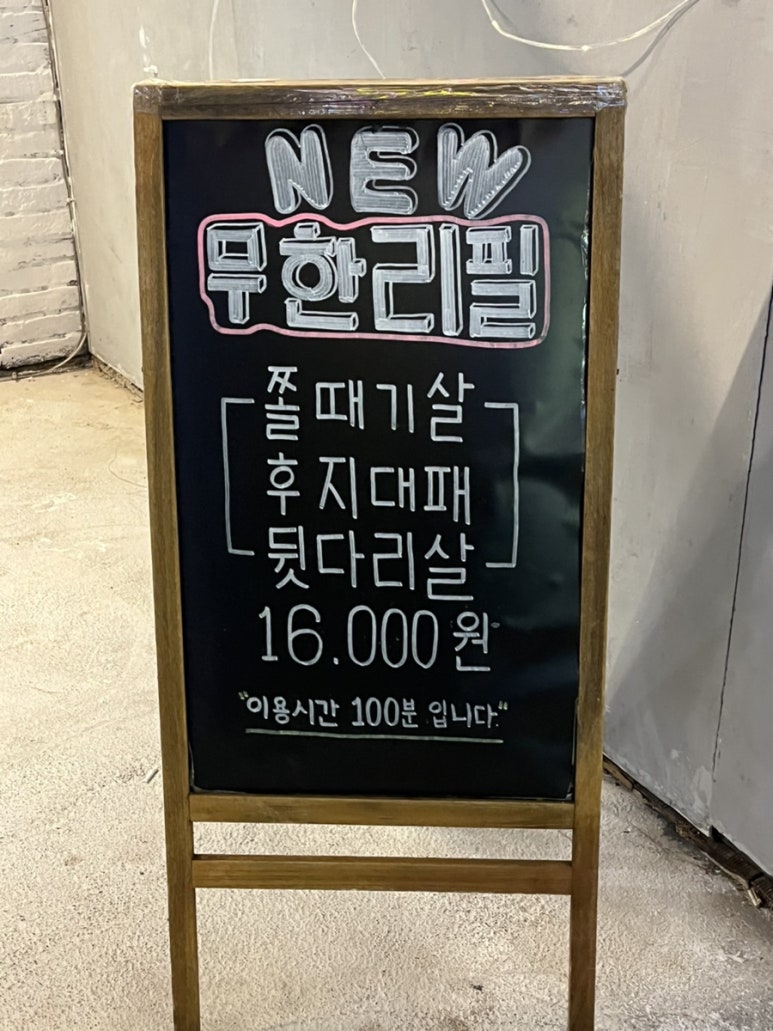 NEW
무한리필
쫄때기살
후지대패
뒷다리살
16.000원
"이용시간 100분 입니다."